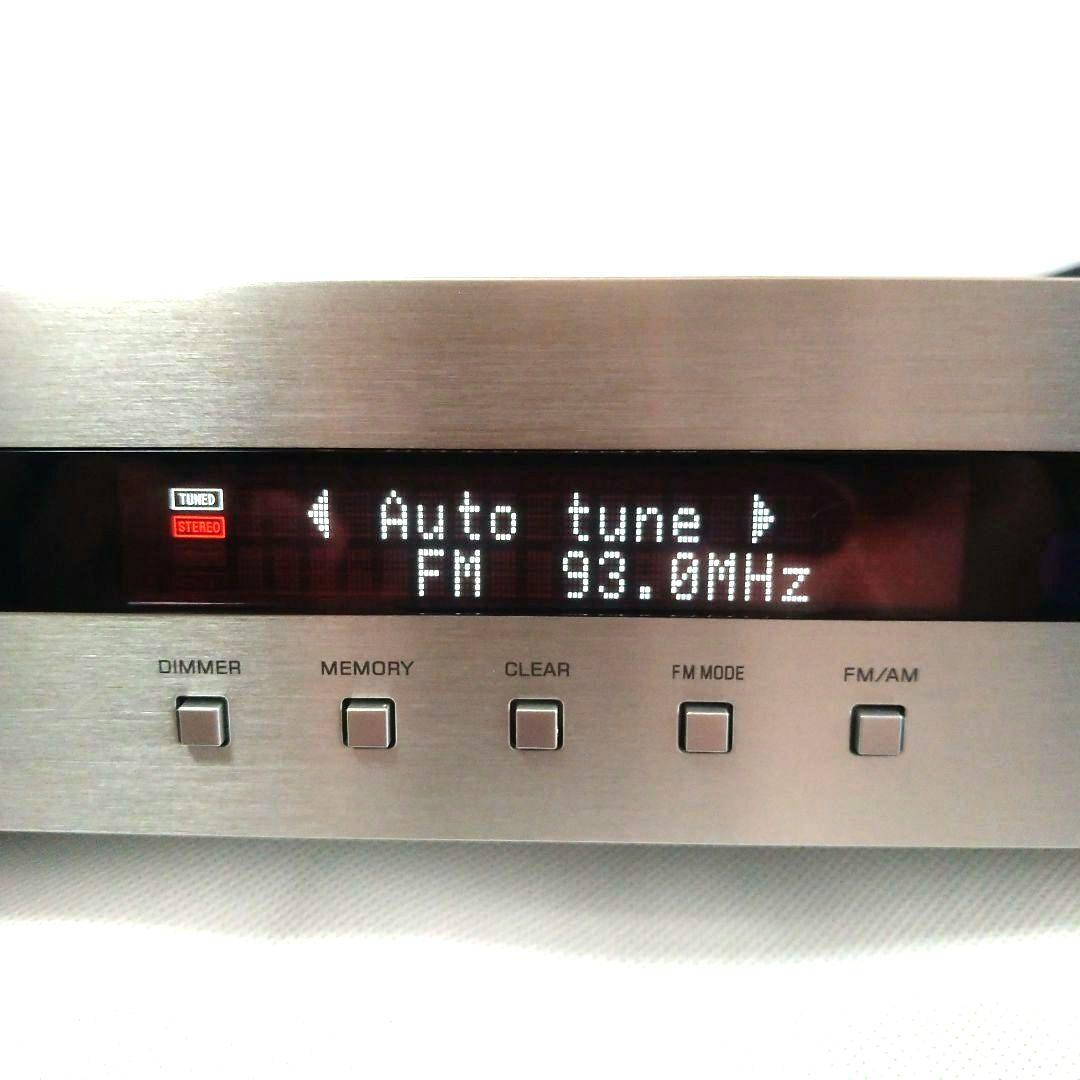 TUNED
STEREO
Auto tune
FM 93.0MHz
DIMMER MEMORY CLEAR FM MODE FM/AM